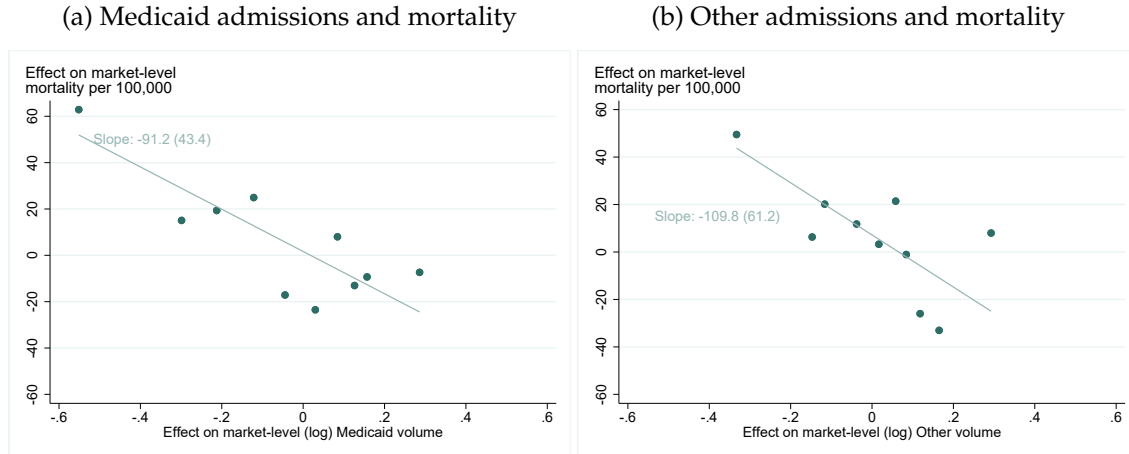 (a) Medicaid admissions and mortality
Effect on market-level
mortality per 100,000
Slope: -91.2 (43.4)
60
40
20
0
-20
-40
-60
-.6
-.4
-.2
0
.2
.4
.6
Effect on market-level (log) Medicaid volume
(b) Other admissions and mortality
Effect on market-level
mortality per 100,000
Slope: -109.8 (61.2)
60
40
20
0
-20
-40
-60
-.6
-.4
-.2
0
.2
.4
.6
Effect on market-level (log) Other volume